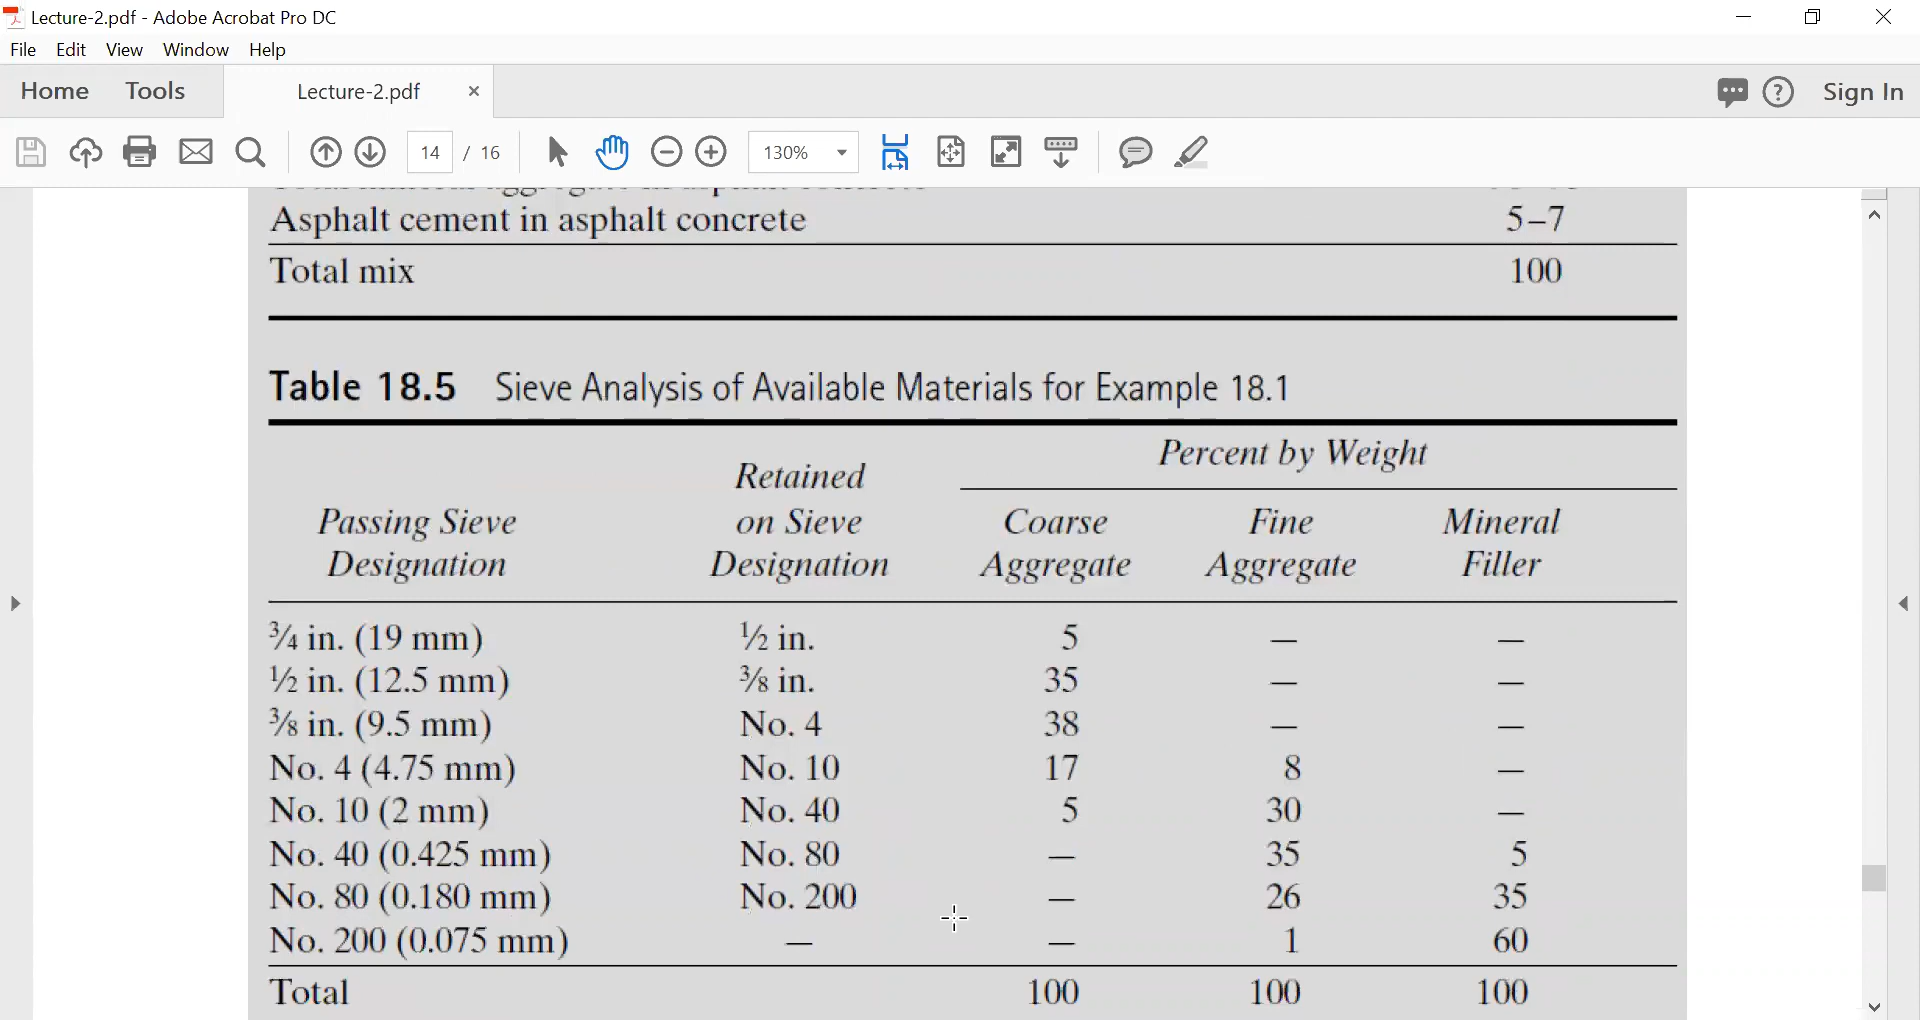 Lecture-2.pdf - Adobe Acrobat Pro DC
File Edit View Window Help
Home Tools Lecture-2.pdf × Sign In
14 / 16 130%
Asphalt cement in asphalt concrete 5–7
Total mix 100
Table 18.5 Sieve Analysis of Available Materials for Example 18.1
Percent by Weight
Retained
Passing Sieve on Sieve Coarse Fine Mineral
Designation Designation Aggregate Aggregate Filler
¾ in. (19 mm) ½ in. 5 — —
½ in. (12.5 mm) ⅜ in. 35 — —
⅜ in. (9.5 mm) No. 4 38 — —
No. 4 (4.75 mm) No. 10 17 8 —
No. 10 (2 mm) No. 40 5 30 —
No. 40 (0.425 mm) No. 80 — 35 5
No. 80 (0.180 mm) No. 200 — 26 35
No. 200 (0.075 mm) — — 1 60
Total 100 100 100